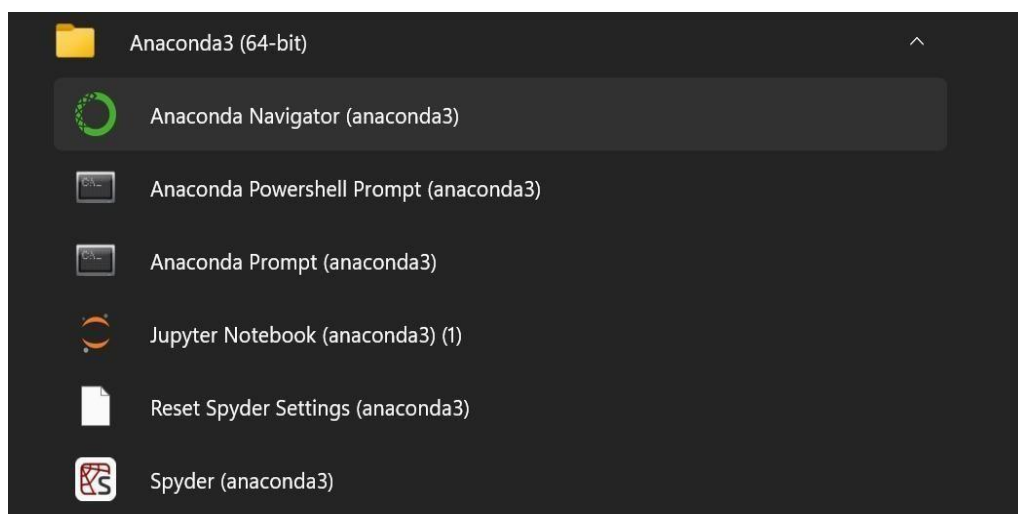 Anaconda3 (64-bit)
Anaconda Navigator (anaconda3)
Anaconda Powershell Prompt (anaconda3)
Anaconda Prompt (anaconda3)
Jupyter Notebook (anaconda3) (1)
Reset Spyder Settings (anaconda3)
Spyder (anaconda3)